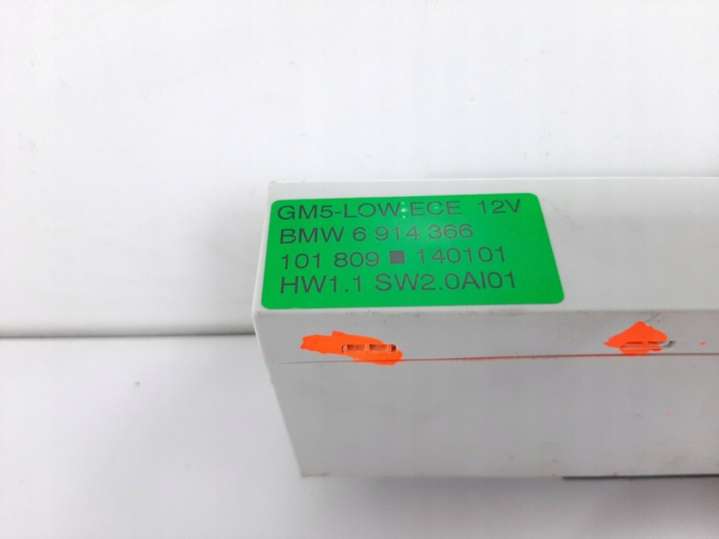 GM5-LOW:ECE 12V
BMW 6 914 366
101 809 ■ 140101
HW1.1 SW2.0AI01